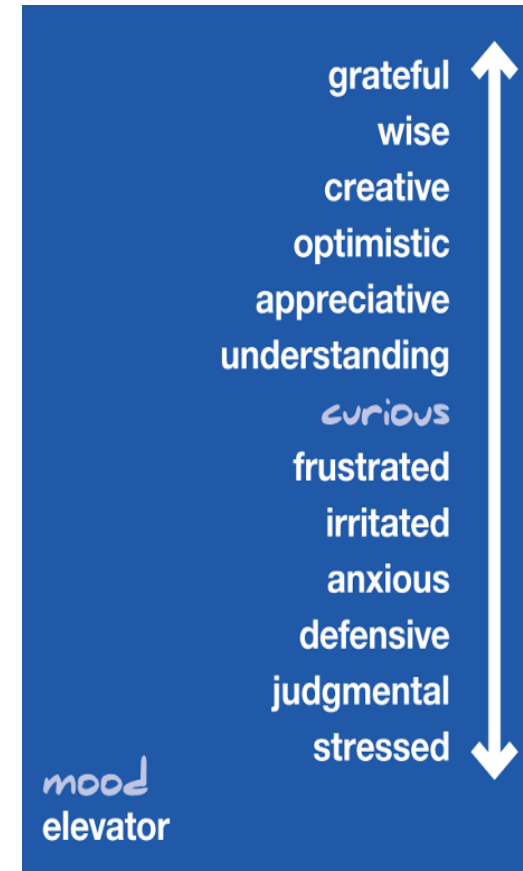 grateful
wise
creative
optimistic
appreciative
understanding
curious
frustrated
irritated
anxious
defensive
judgmental
stressed
mood
elevator